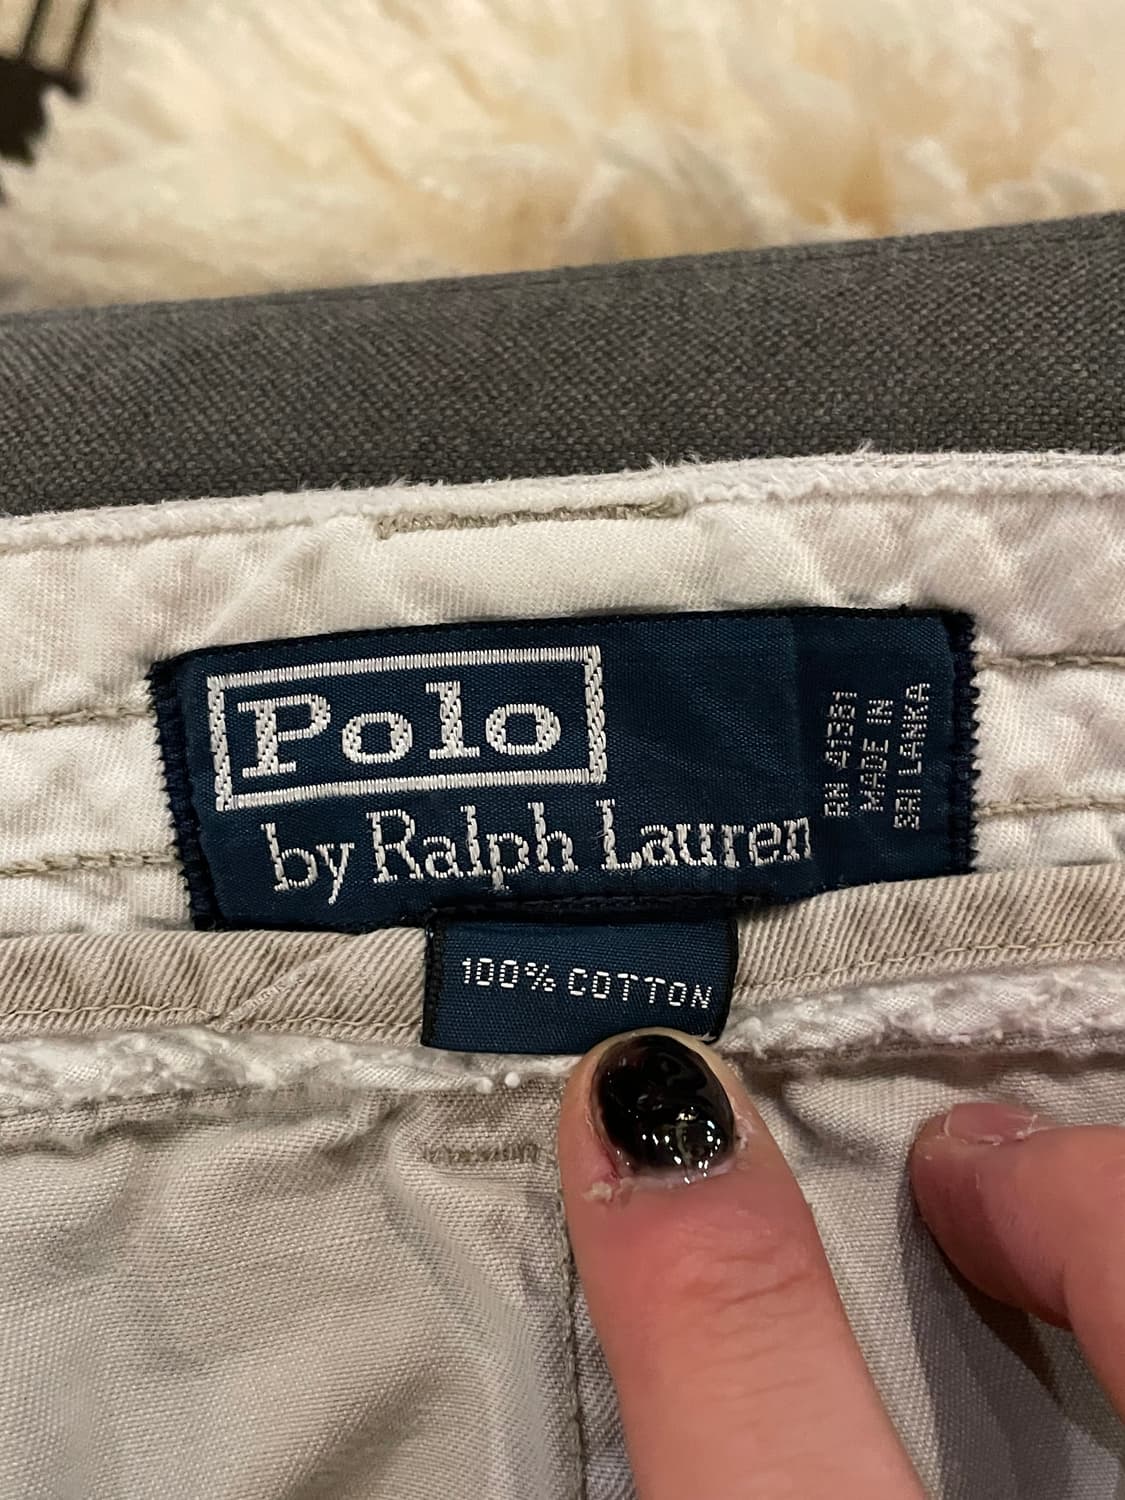 Polo
by Ralph Lauren
RN 41381
MADE IN
SRI LANKA
100% COTTON